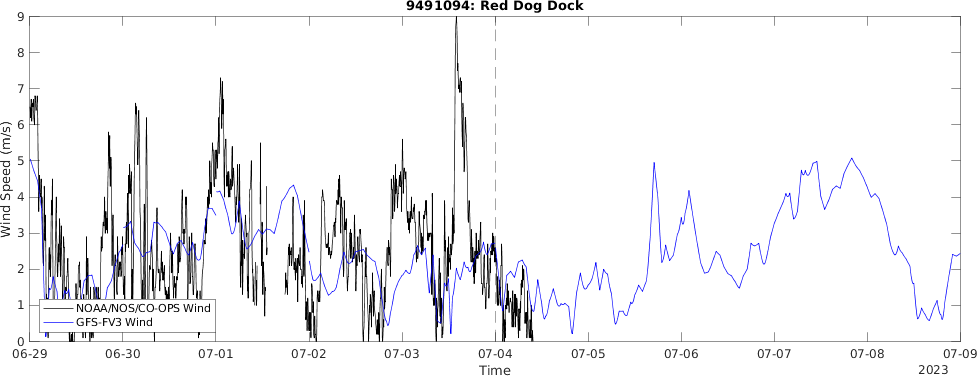 9491094: Red Dog Dock
9
8
7
6
5
4
3
2
1
0
Wind Speed (m/s)
NOAA/NOS/CO-OPS Wind
GFS-FV3 Wind
06-29 06-30 07-01 07-02 07-03 07-04 07-05 07-06 07-07 07-08 07-09
Time
2023